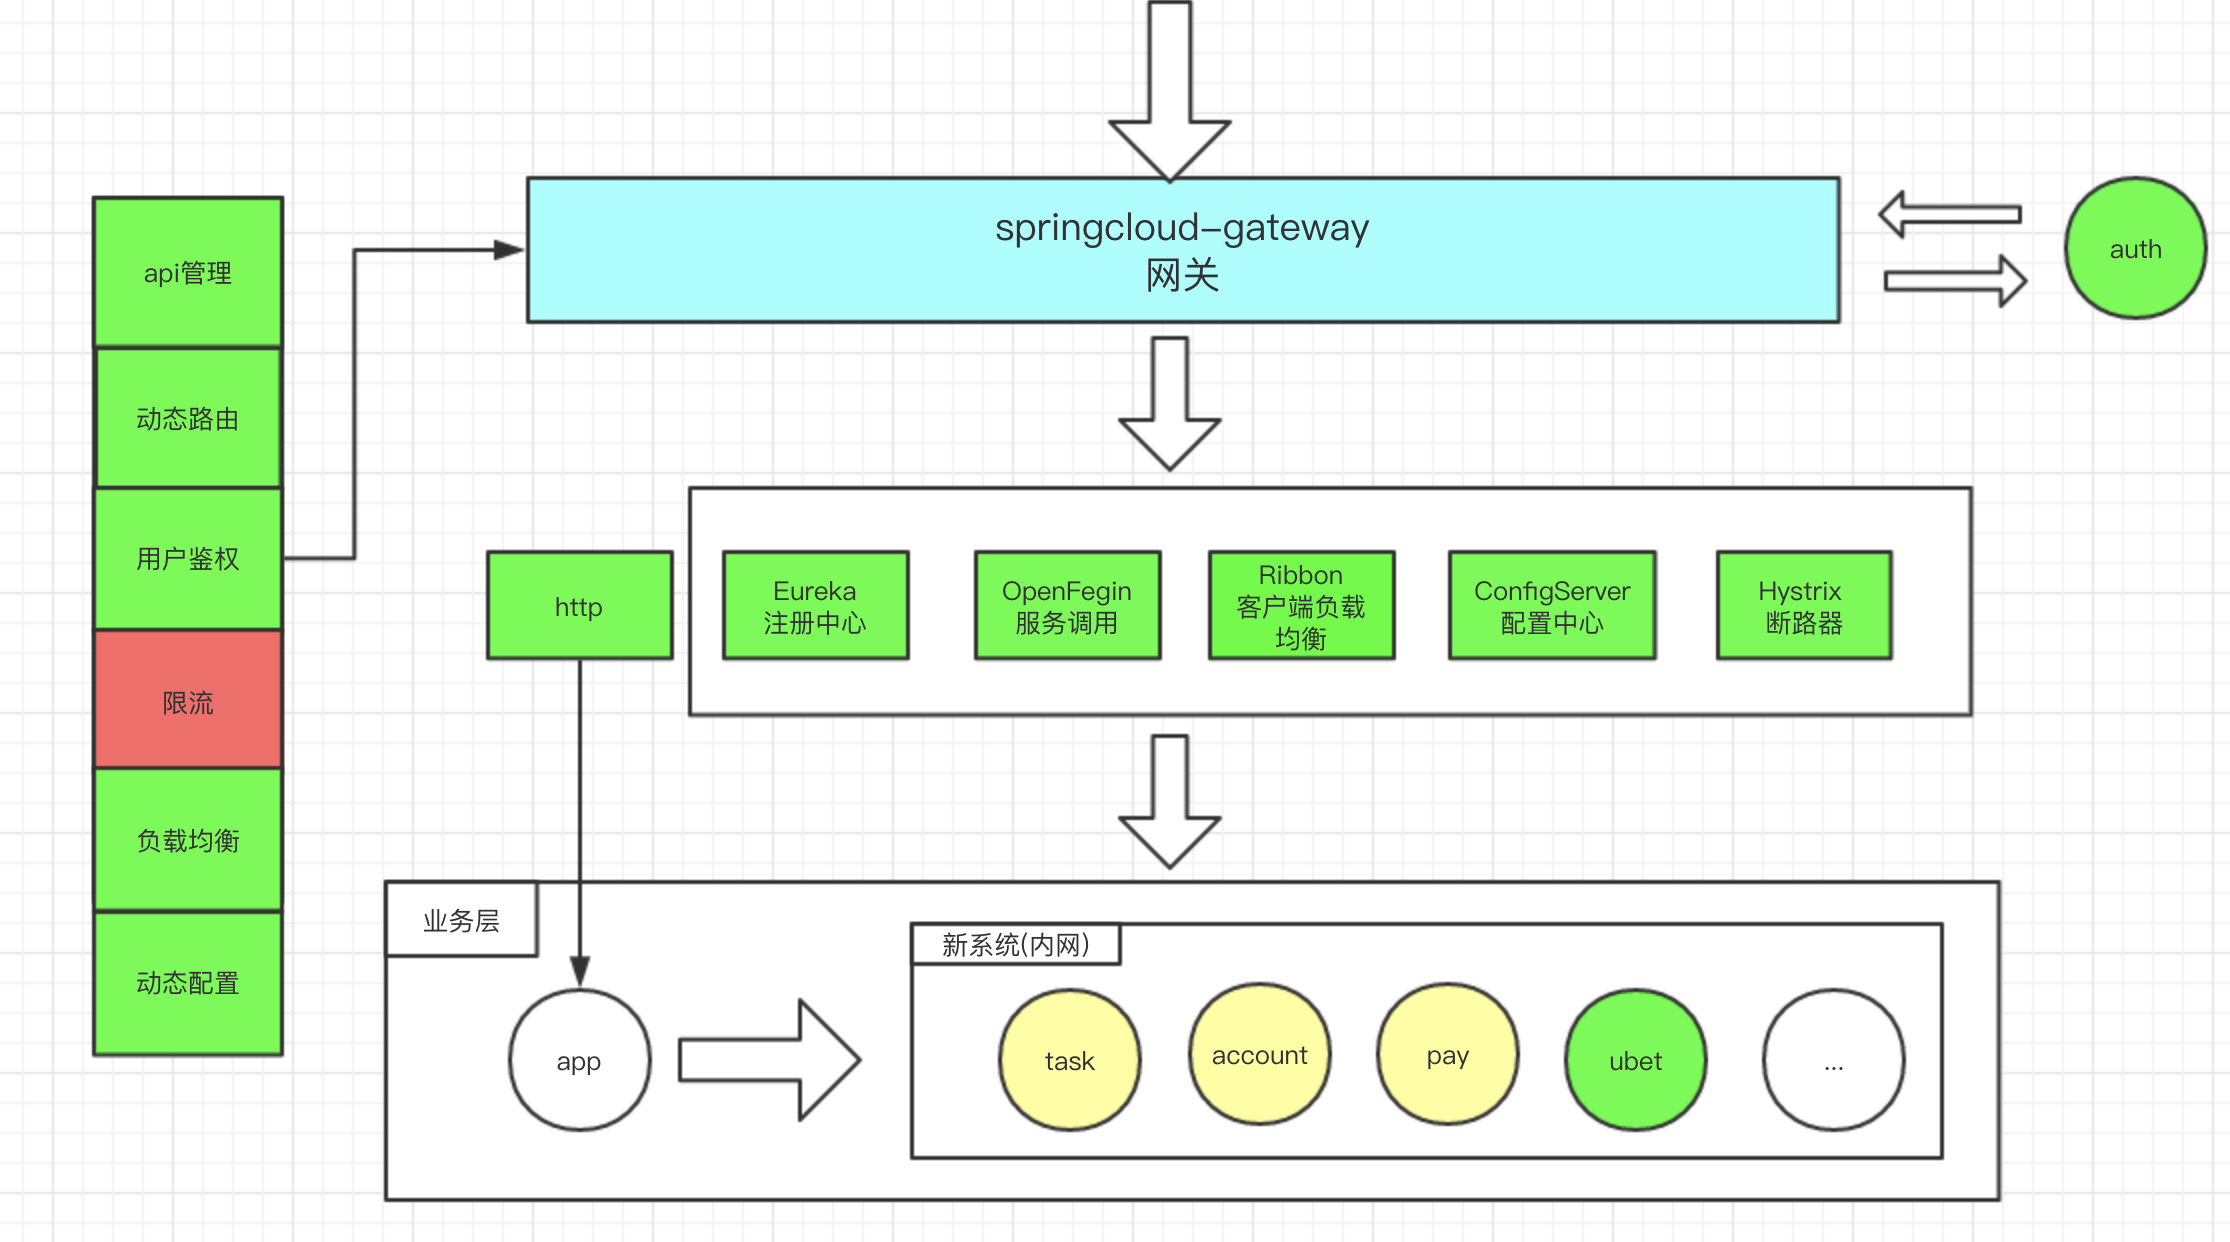 springcloud-gateway
网关
auth
api管理
动态路由
用户鉴权
限流
负载均衡
动态配置
http
Eureka
注册中心
OpenFegin
服务调用
Ribbon
客户端负载
均衡
ConfigServer
配置中心
Hystrix
断路器
业务层
app
新系统(内网)
task
account
pay
ubet
...